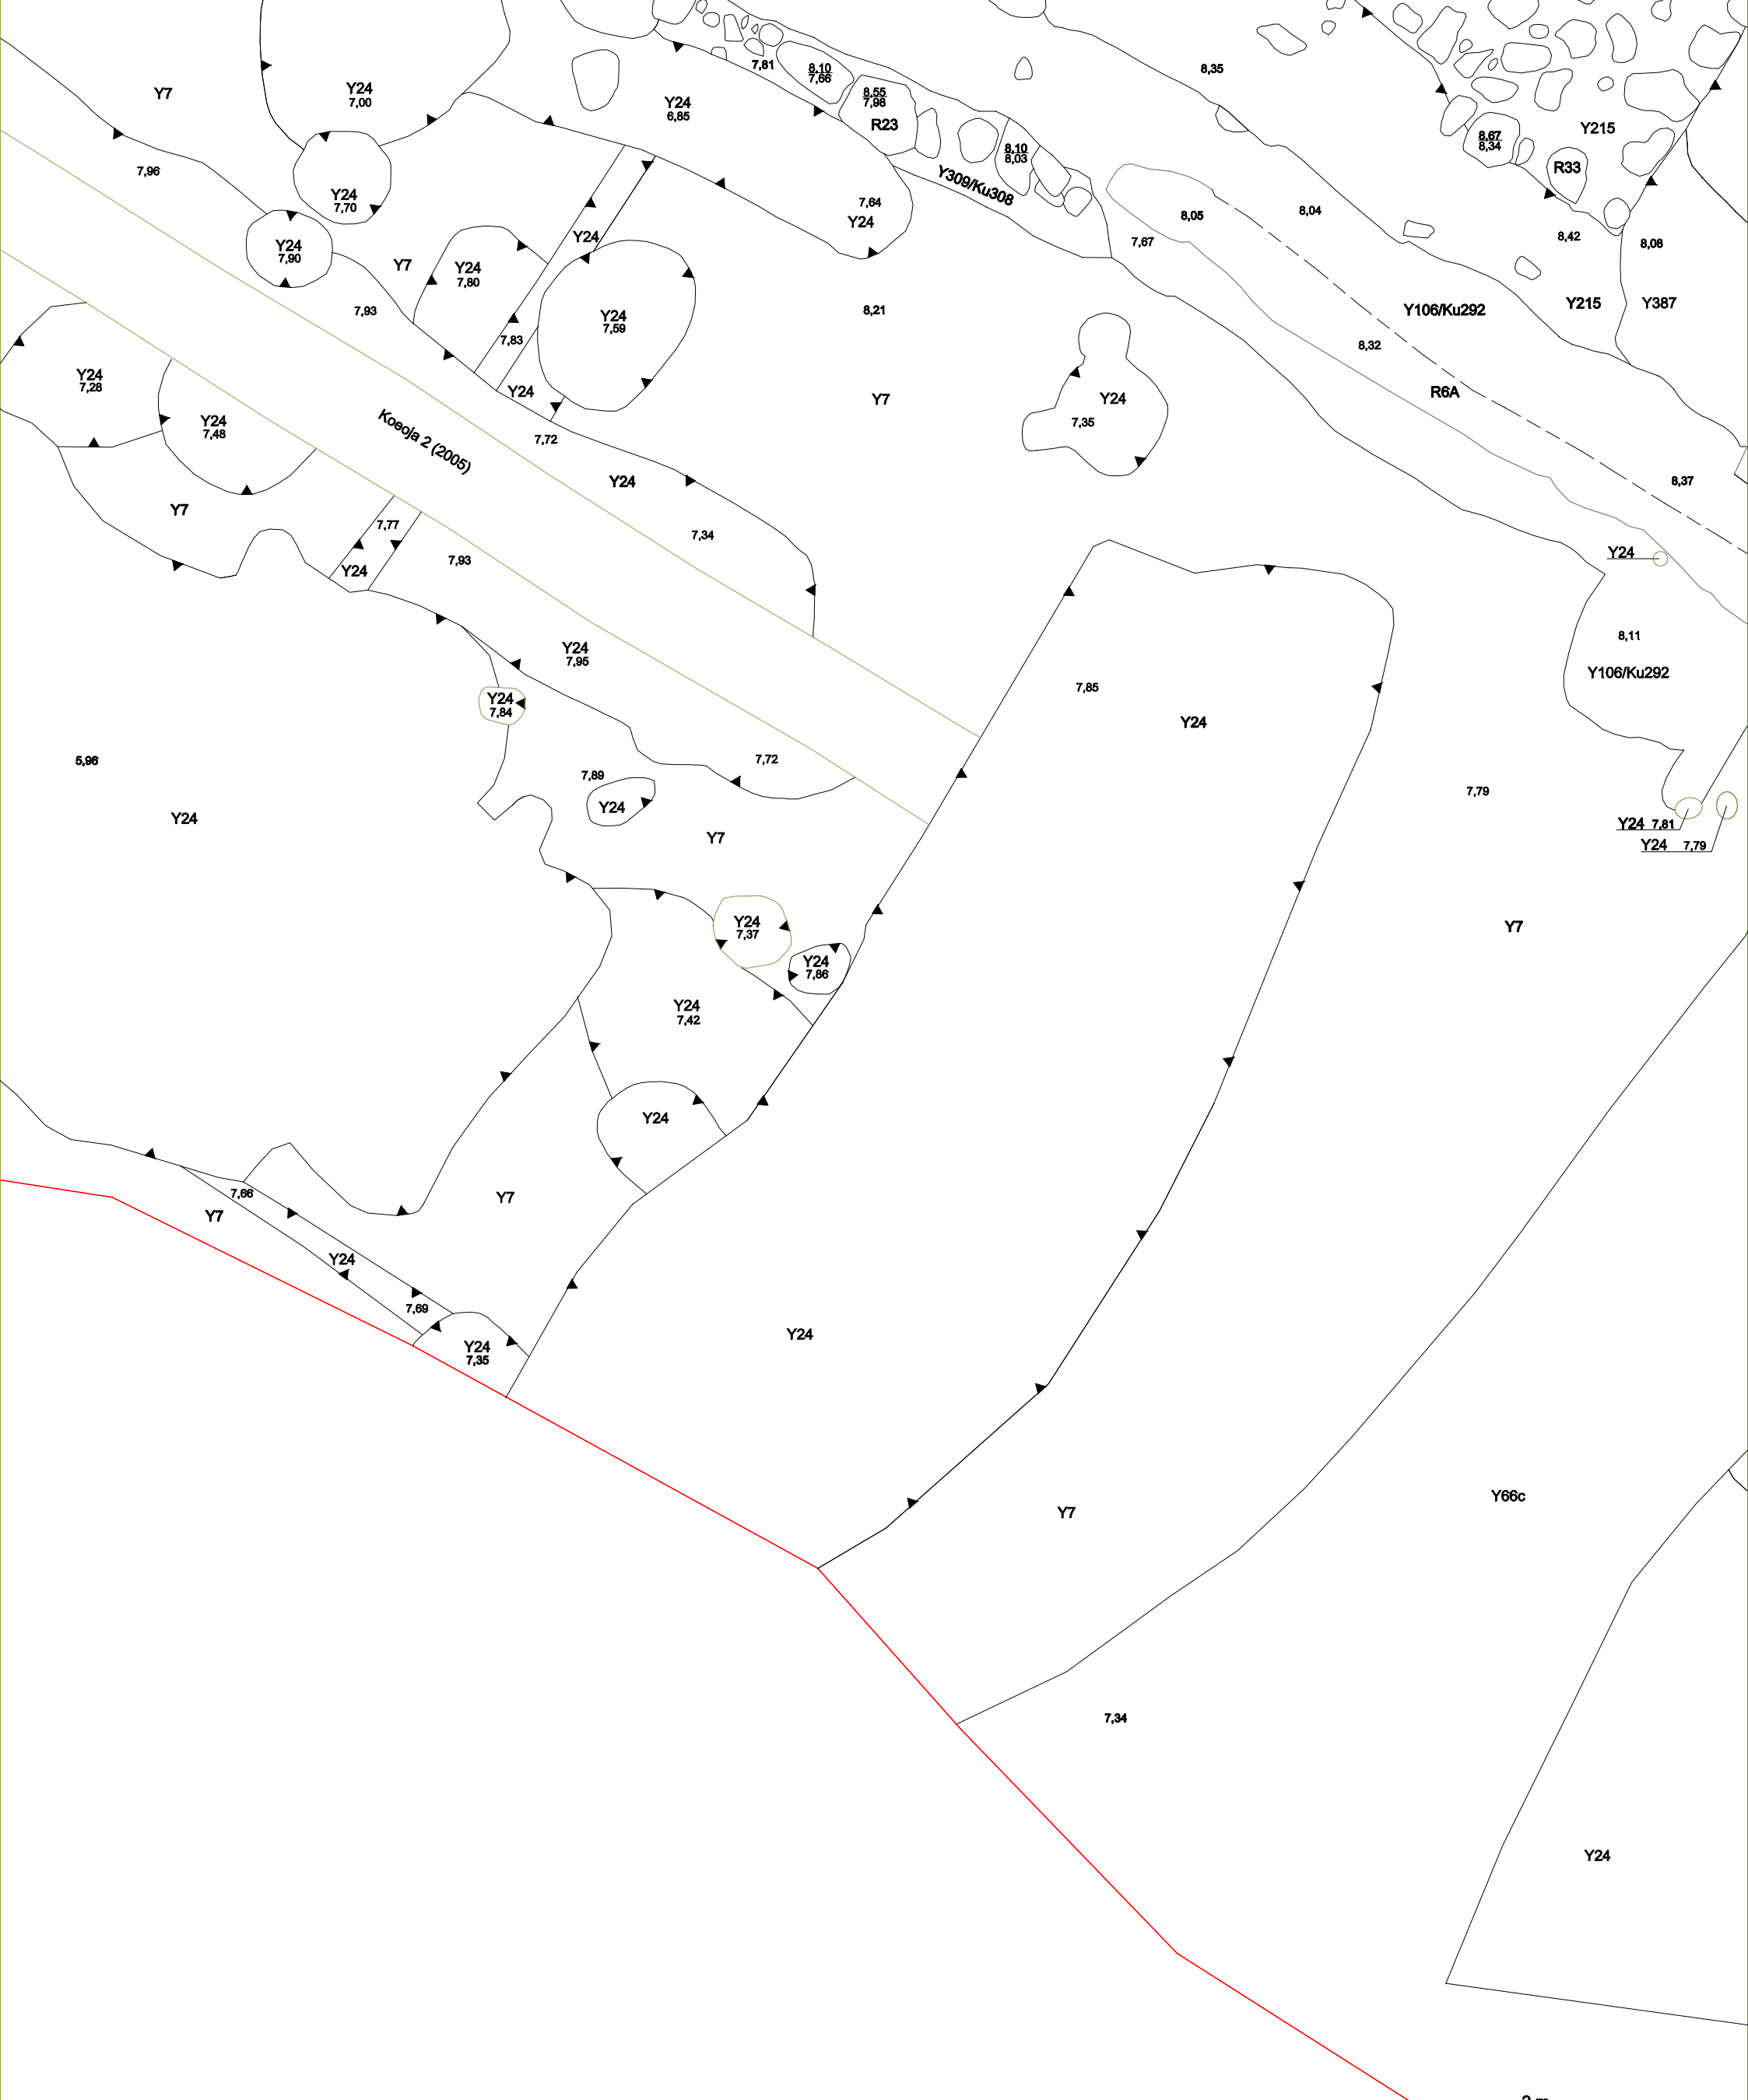 8,35
7,81
8,10
7,66
Y7
Y24
7,00
Y24
6,85
8,55
7,98
R23
Y215
8,67
8,34
8,10
8,03
R33
7,96
Y309/Ku308
Y24
7,70
7,64
Y24
8,05
8,04
7,67
8,42
8,08
Y24
Y24
7,90
Y7
Y24
7,80
7,93
8,21
Y24
7,59
Y106/Ku292
Y215
Y387
7,83
8,32
Y24
7,28
Y24
R6A
Y7
Y24
7,35
Y24
7,48
Koeoja 2 (2005)
7,72
Y24
8,37
Y7
7,77
7,34
7,93
Y24
Y24
8,11
Y24
7,95
Y106/Ku292
7,85
Y24
7,84
Y24
5,96
7,72
7,89
7,79
Y24
Y24
Y24 7,81
Y7
Y24 7,79
Y24
7,37
Y7
Y24
7,86
Y24
7,42
Y24
7,66
Y7
Y7
Y24
7,69
Y24
7,35
Y24
Y66c
Y7
7,34
Y24